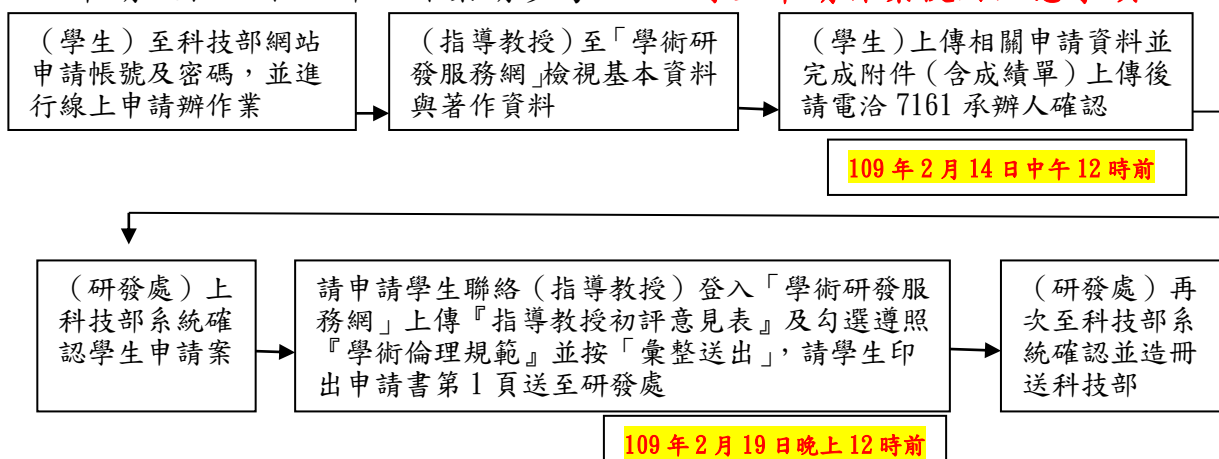 （學生）至科技部網站
申請帳號及密碼，並進
行線上申請辦作業
（指導教授）至「學術研
發服務網」檢視基本資料
與著作資料
（學生）上傳相關申請資料並
完成附件（含成績單）上傳後
請電洽 7161 承辦人確認
109 年 2 月 14 日中午 12 時前
（研發處）上
科技部系統確
認學生申請案
請申請學生聯絡（指導教授）登入「學術研發服
務網」上傳『指導教授初評意見表』及勾選遵照
『學術倫理規範』並按「彙整送出」，請學生印
出申請書第 1 頁送至研發處
（研發處）再
次至科技部系
統確認並造冊
送科技部
109 年 2 月 19 日晚上 12 時前